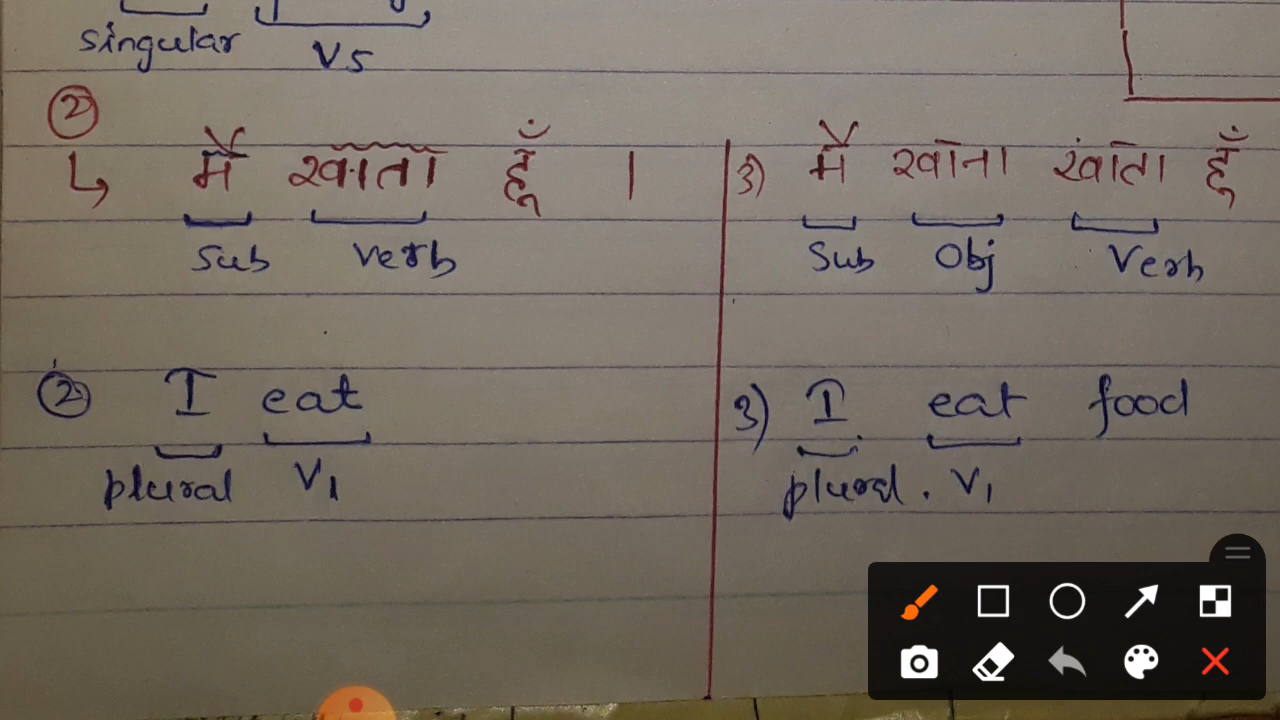 singular V5
②
↳ मैं खाता हूँ ।
Sub Verb
② I eat
plural V1
3) मैं खाना खाता हूँ
Sub Obj Verb
3) I eat food
plural . V1